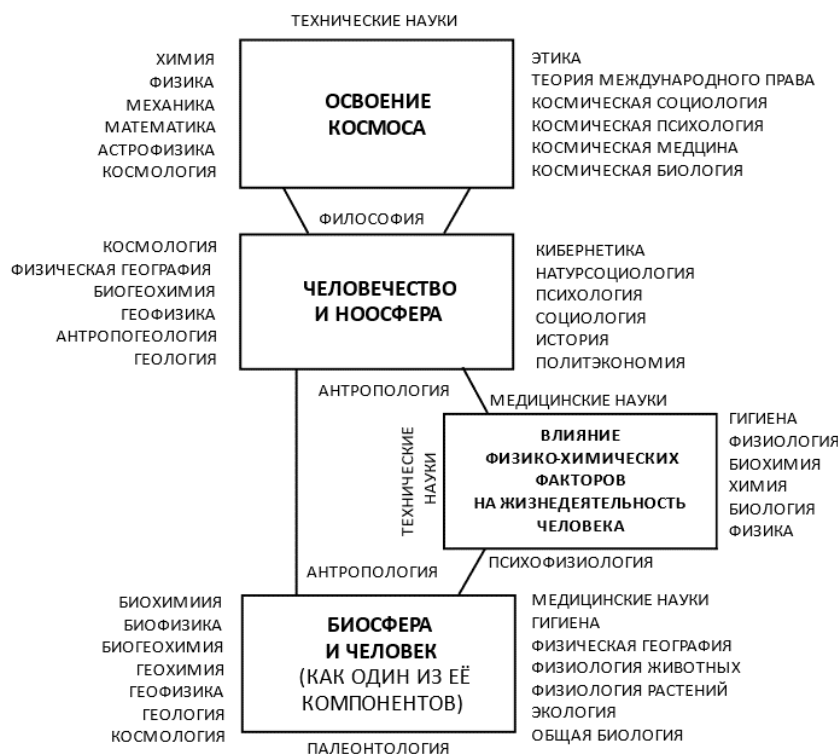 ТЕХНИЧЕСКИЕ НАУКИ
ХИМИЯ
ФИЗИКА
МЕХАНИКА
МАТЕМАТИКА
АСТРОФИЗИКА
КОСМОЛОГИЯ
ОСВОЕНИЕ
КОСМОСА
ЭТИКА
ТЕОРИЯ МЕЖДУНАРОДНОГО ПРАВА
КОСМИЧЕСКАЯ СОЦИОЛОГИЯ
КОСМИЧЕСКАЯ ПСИХОЛОГИЯ
КОСМИЧЕСКАЯ МЕДЦИНА
КОСМИЧЕСКАЯ БИОЛОГИЯ
ФИЛОСОФИЯ
КОСМОЛОГИЯ
ФИЗИЧЕСКАЯ ГЕОГРАФИЯ
БИОГЕОХИМИЯ
ГЕОФИЗИКА
АНТРОПОГЕОЛОГИЯ
ГЕОЛОГИЯ
ЧЕЛОВЕЧЕСТВО
И НООСФЕРА
КИБЕРНЕТИКА
НАТУРСОЦИОЛОГИЯ
ПСИХОЛОГИЯ
СОЦИОЛОГИЯ
ИСТОРИЯ
ПОЛИТЭКОНОМИЯ
АНТРОПОЛОГИЯ
МЕДИЦИНСКИЕ НАУКИ
ТЕХНИЧЕСКИЕ
НАУКИ
ВЛИЯНИЕ
ФИЗИКО-ХИМИЧЕСКИХ
ФАКТОРОВ
НА ЖИЗНЕДЕЯТЕЛЬНОСТЬ
ЧЕЛОВЕКА
ГИГИЕНА
ФИЗИОЛОГИЯ
БИОХИМИЯ
ХИМИЯ
БИОЛОГИЯ
ФИЗИКА
ПСИХОФИЗИОЛОГИЯ
АНТРОПОЛОГИЯ
БИОХИМИИЯ
БИОФИЗИКА
БИОГЕОХИМИЯ
ГЕОХИМИЯ
ГЕОФИЗИКА
ГЕОЛОГИЯ
КОСМОЛОГИЯ
БИОСФЕРА
И ЧЕЛОВЕК
(КАК ОДИН ИЗ ЕЁ
КОМПОНЕНТОВ)
МЕДИЦИНСКИЕ НАУКИ
ГИГИЕНА
ФИЗИЧЕСКАЯ ГЕОГРАФИЯ
ФИЗИОЛОГИЯ ЖИВОТНЫХ
ФИЗИОЛОГИЯ РАСТЕНИЙ
ЭКОЛОГИЯ
ОБЩАЯ БИОЛОГИЯ
ПАЛЕОНТОЛОГИЯ